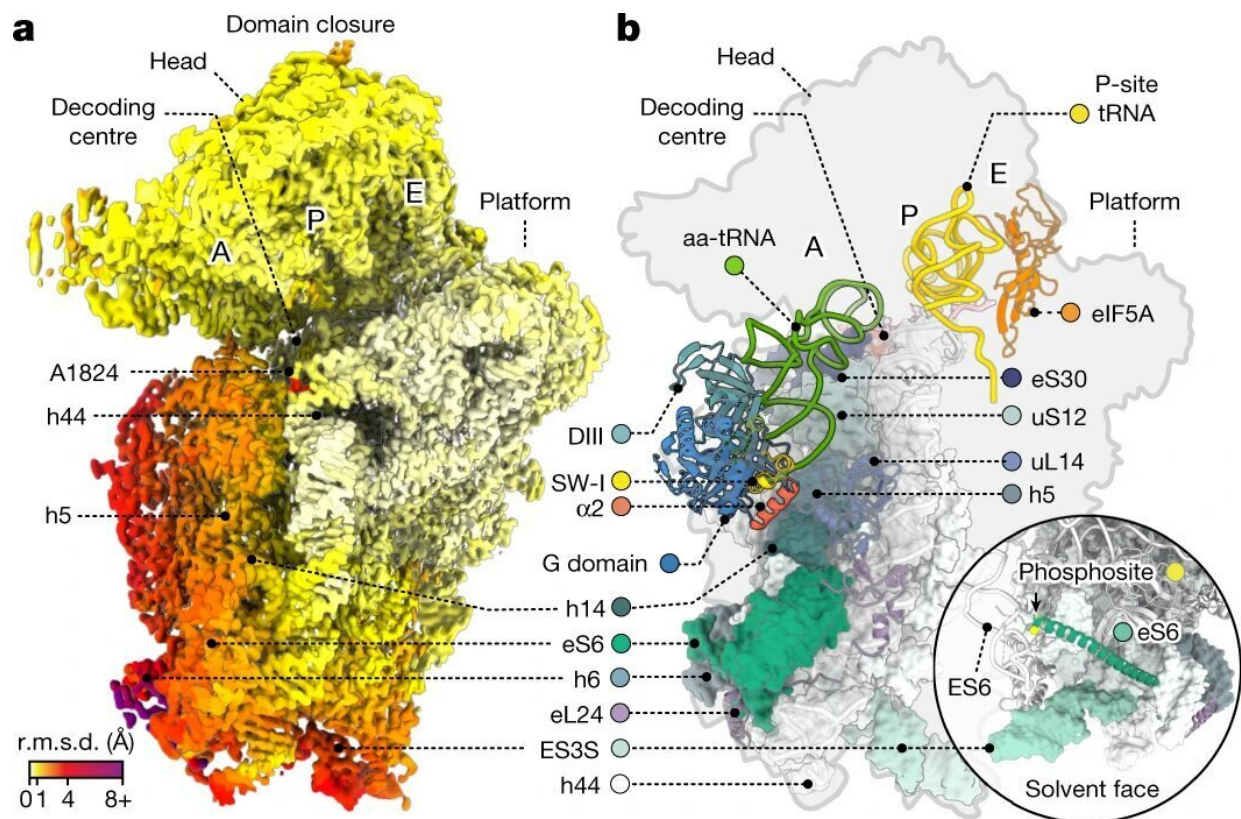 a
Domain closure
Head
Decoding
centre
E
P
A
Platform
A1824
h44
h5
r.m.s.d. (Å)
0 1 4 8+
b
Head
Decoding
centre
P-site
tRNA
E
P
A
Platform
aa-tRNA
eIF5A
eS30
uS12
uL14
h5
DIII
SW-I
α2
G domain
h14
eS6
h6
eL24
ES3S
h44
Phosphosite
eS6
ES6
Solvent face